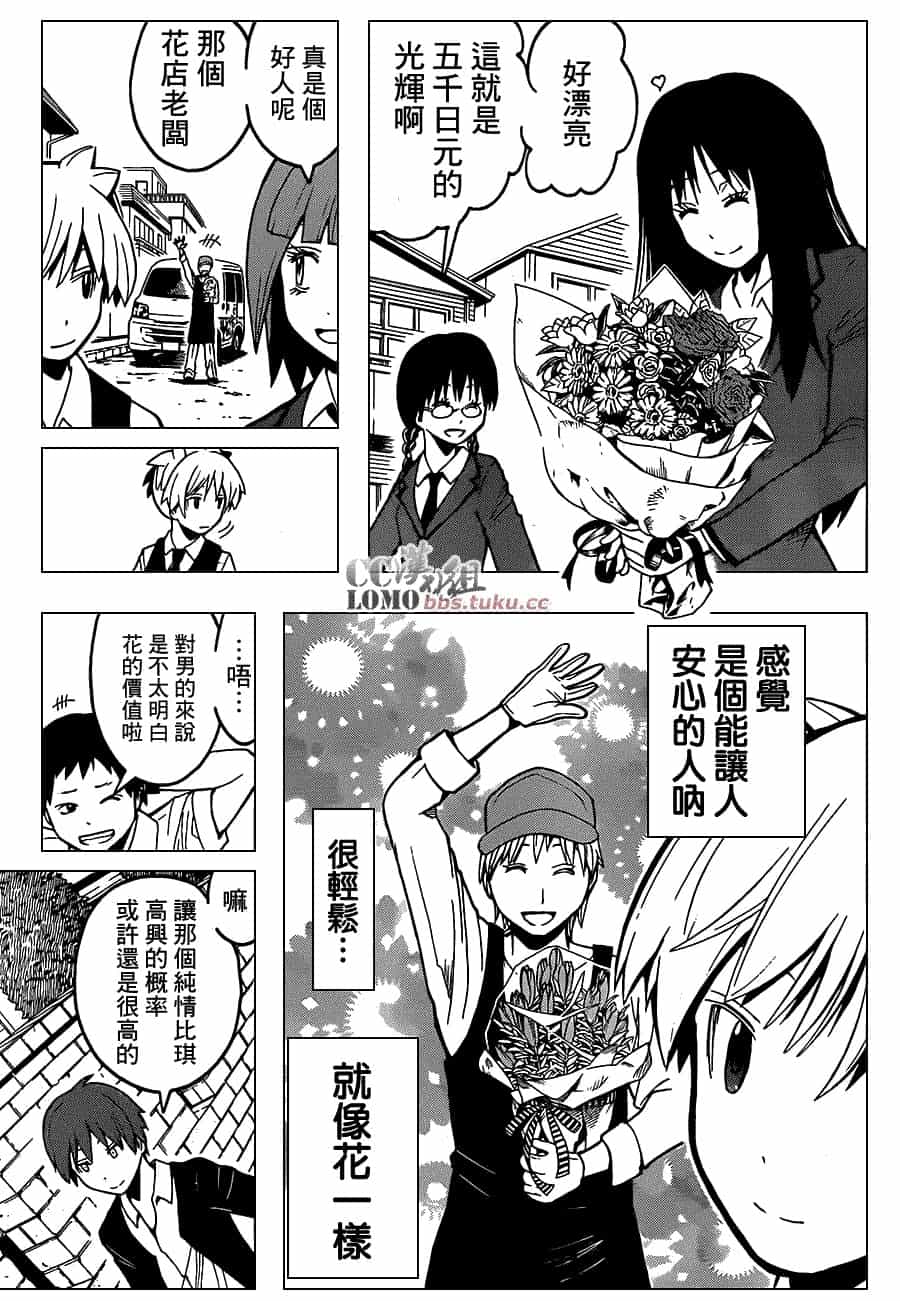 好漂亮
這就是
五千日元的
光輝啊
真是個
好人呢
那個
花店老闆
CC漢化組
LOMO bbs.tuku.cc
感覺
是個能讓人
安心的人吶
很輕鬆…
就像花一樣
…唔…
對男的來說
是不太明白
花的價值啦
嘛
讓那個純情比琪
高興的概率
或許還是很高的